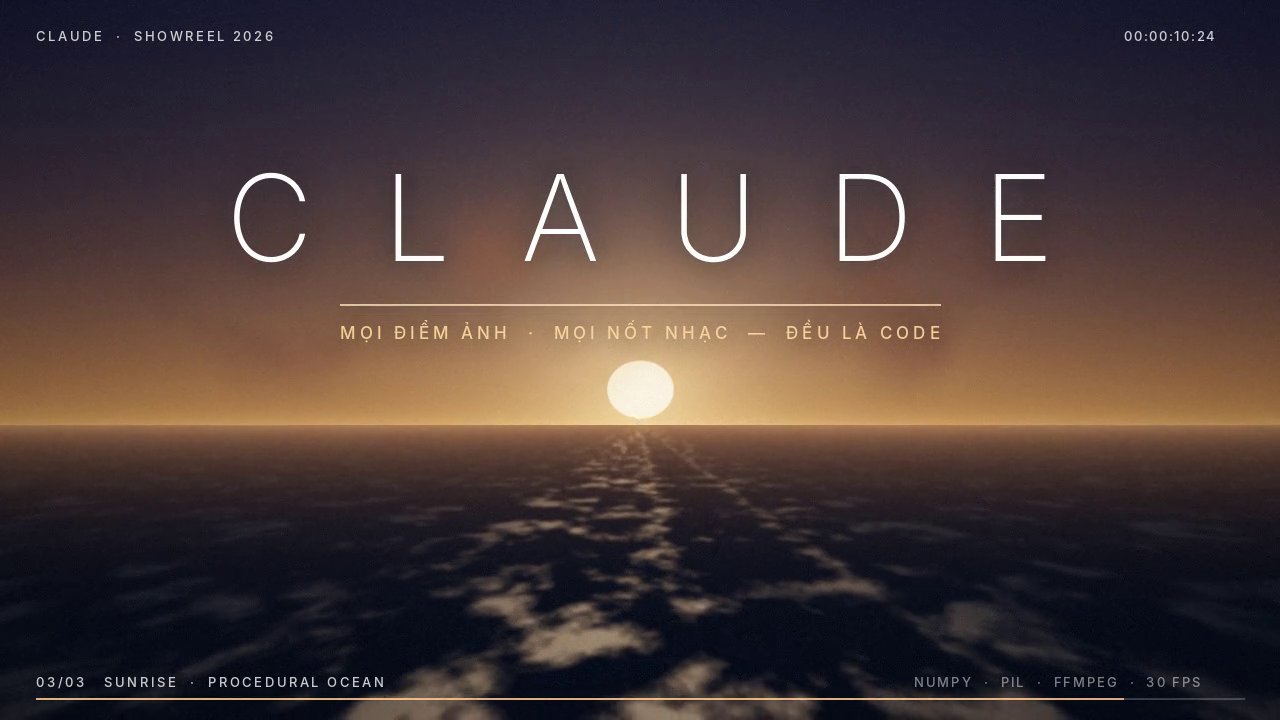 CLAUDE · SHOWREEL 2026
00:00:10:24
CLAUDE
MỌI ĐIỂM ẢNH · MỌI NỐT NHẠC — ĐỀU LÀ CODE
03/03 SUNRISE · PROCEDURAL OCEAN
NUMPY · PIL · FFMPEG · 30 FPS